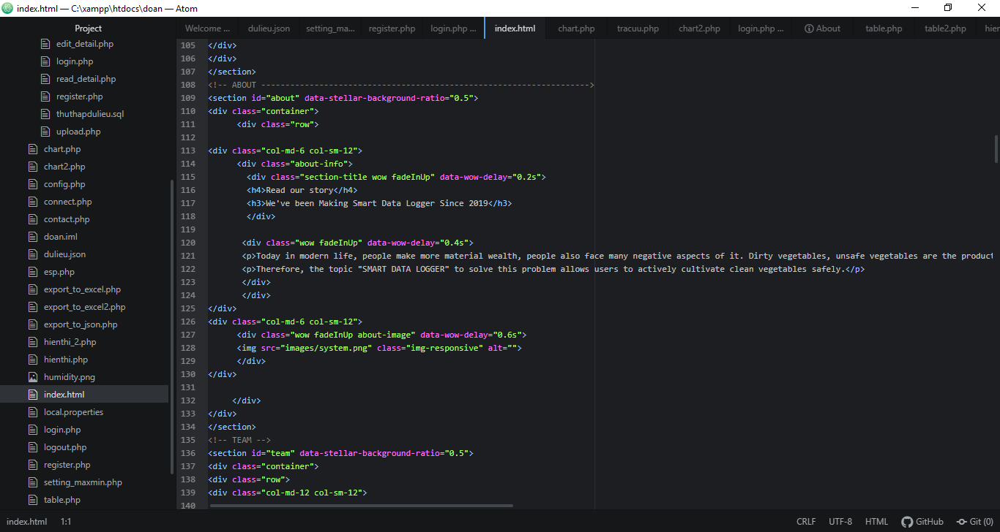 index.html — C:\xampp\htdocs\doan — Atom
Project
edit_detail.php
login.php
read_detail.php
register.php
thuthapdulieu.sql
upload.php
chart.php
chart2.php
config.php
connect.php
contact.php
doan.iml
dulieu.json
esp.php
export_to_excel.php
export_to_excel2.php
export_to_json.php
hienthi_2.php
hienthi.php
humidity.png
index.html
local.properties
login.php
logout.php
register.php
setting_maxmin.php
table.php
Welcome ... dulieu.json setting_ma... register.php login.php ... index.html chart.php tracuu.php chart2.php login.php ... About table.php table2.php hier
105 </div>
106 </div>
107 </section>
108 <!-- ABOUT -------------------------------------------------------------------->
109 <section id="about" data-stellar-background-ratio="0.5">
110 <div class="container">
111 <div class="row">
112
113 <div class="col-md-6 col-sm-12">
114 <div class="about-info">
115 <div class="section-title wow fadeInUp" data-wow-delay="0.2s">
116 <h4>Read our story</h4>
117 <h3>We've been Making Smart Data Logger Since 2019</h3>
118 </div>
119
120 <div class="wow fadeInUp" data-wow-delay="0.4s">
121 <p>Today in modern life, people make more material wealth, people also face many negative aspects of it. Dirty vegetables, unsafe vegetables are the product
122 <p>Therefore, the topic "SMART DATA LOGGER" to solve this problem allows users to actively cultivate clean vegetables safely.</p>
123 </div>
124 </div>
125 </div>
126 <div class="col-md-6 col-sm-12">
127 <div class="wow fadeInUp about-image" data-wow-delay="0.6s">
128 <img src="images/system.png" class="img-responsive" alt="">
129 </div>
130 </div>
131
132 </div>
133 </div>
134 </section>
135 <!-- TEAM -->
136 <section id="team" data-stellar-background-ratio="0.5">
137 <div class="container">
138 <div class="row">
139 <div class="col-md-12 col-sm-12">
140
index.html 1:1 CRLF UTF-8 HTML GitHub Git (0)